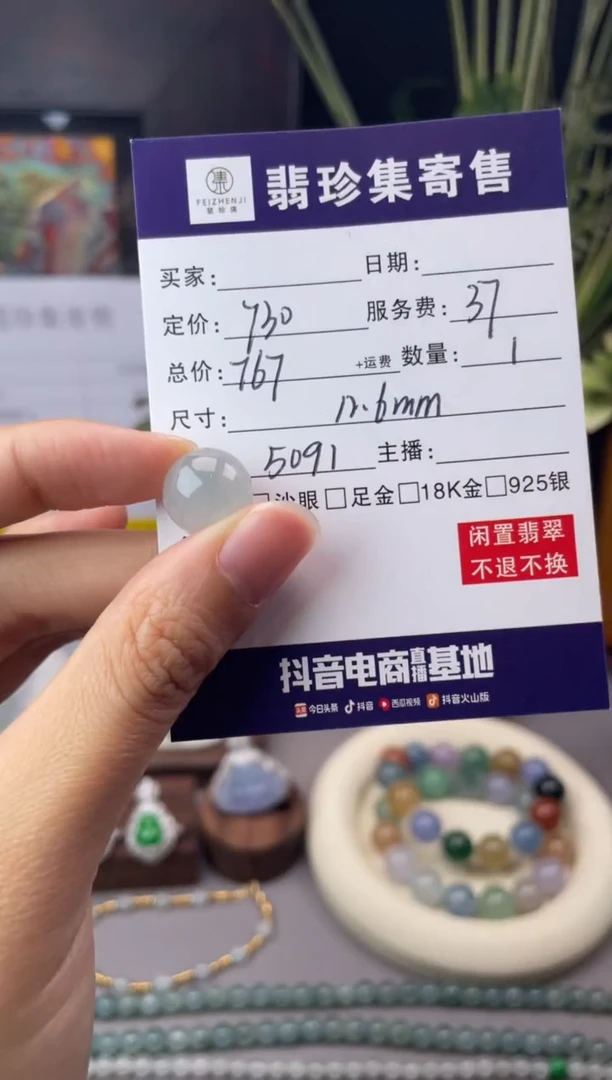 集
FEIZHENJI
翡珍集
翡珍集寄售
买家: 日期:
定价: 730 服务费: 37
总价: 767 +运费 数量: 1
尺寸: 12.6mm
5091 主播:
沙眼 □足金□18K金□925银
闲置翡翠
不退不换
抖音电商直播基地
头条 今日头条 抖音 西瓜视频 抖音火山版